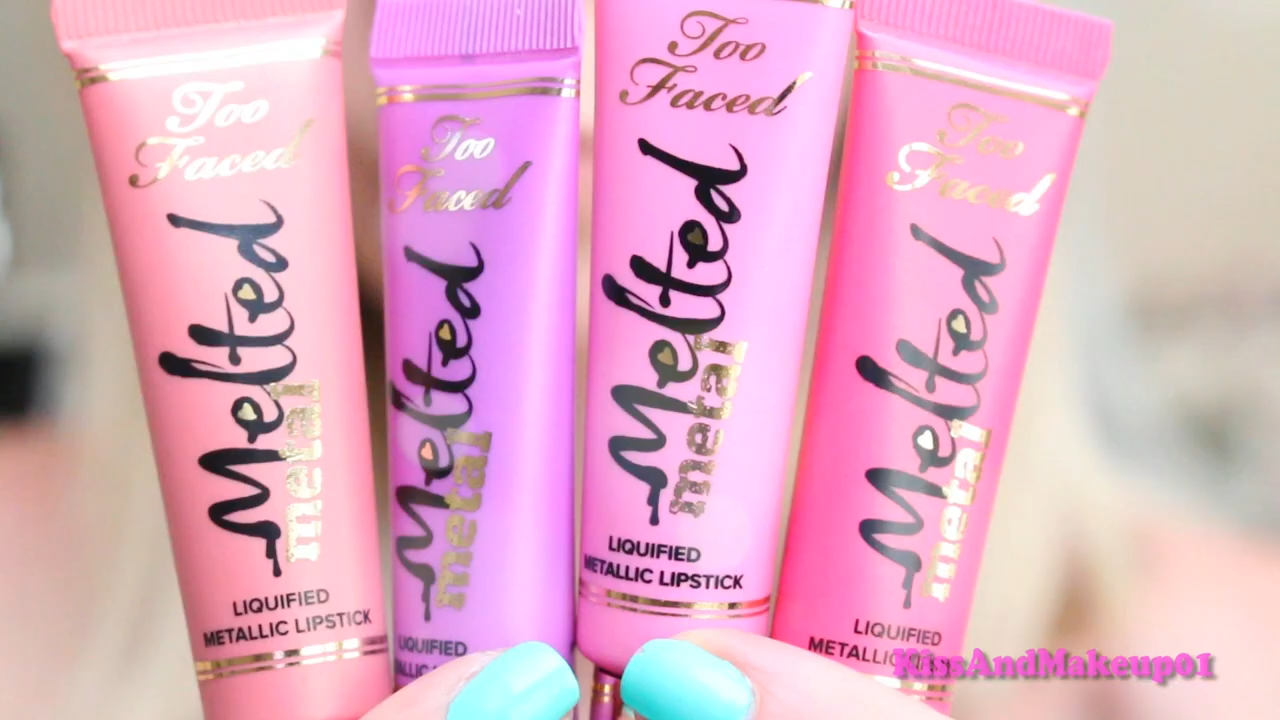 Too
Faced
Melted
metal
LIQUIFIED
METALLIC LIPSTICK
Too
Faced
Melted
metal
LIQUIFIED
Too
Faced
Melted
metal
LIQUIFIED
METALLIC LIPSTICK
Too
Faced
Melted
metal
LIQUIFIED
METALLIC
KissAndMakeup01